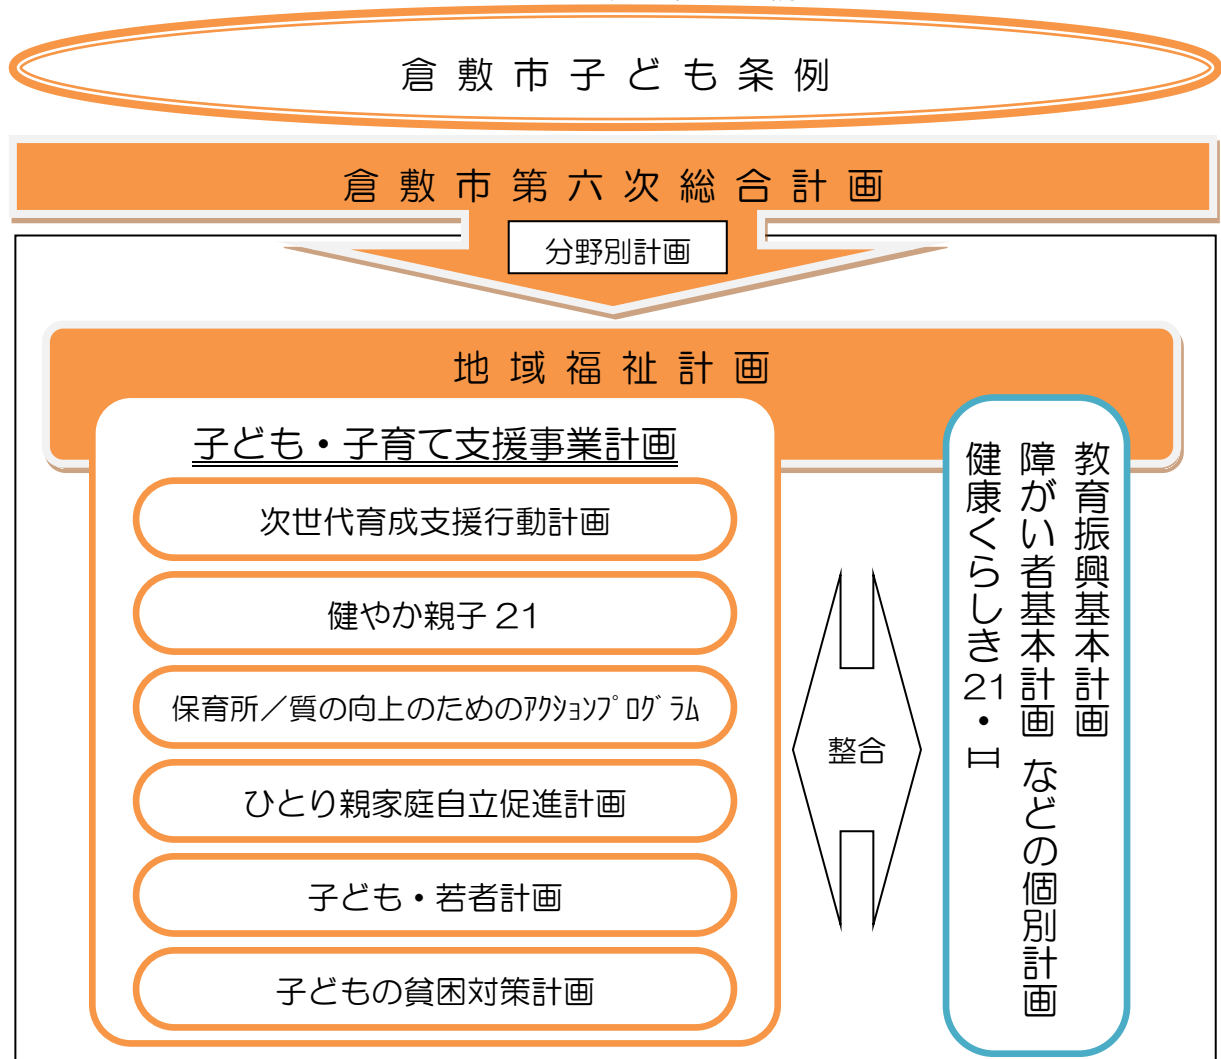 倉敷市子ども条例
倉敷市第六次総合計画
分野別計画
地域福祉計画
子ども・子育て支援事業計画
次世代育成支援行動計画
健やか親子21
保育所／質の向上のためのｱｸｼｮﾝﾌﾟﾛｸﾞﾗﾑ
ひとり親家庭自立促進計画
子ども・若者計画
子どもの貧困対策計画
整合
教育振興基本計画
障がい者基本計画 などの個別計画
健康くらしき21・Ⅱ